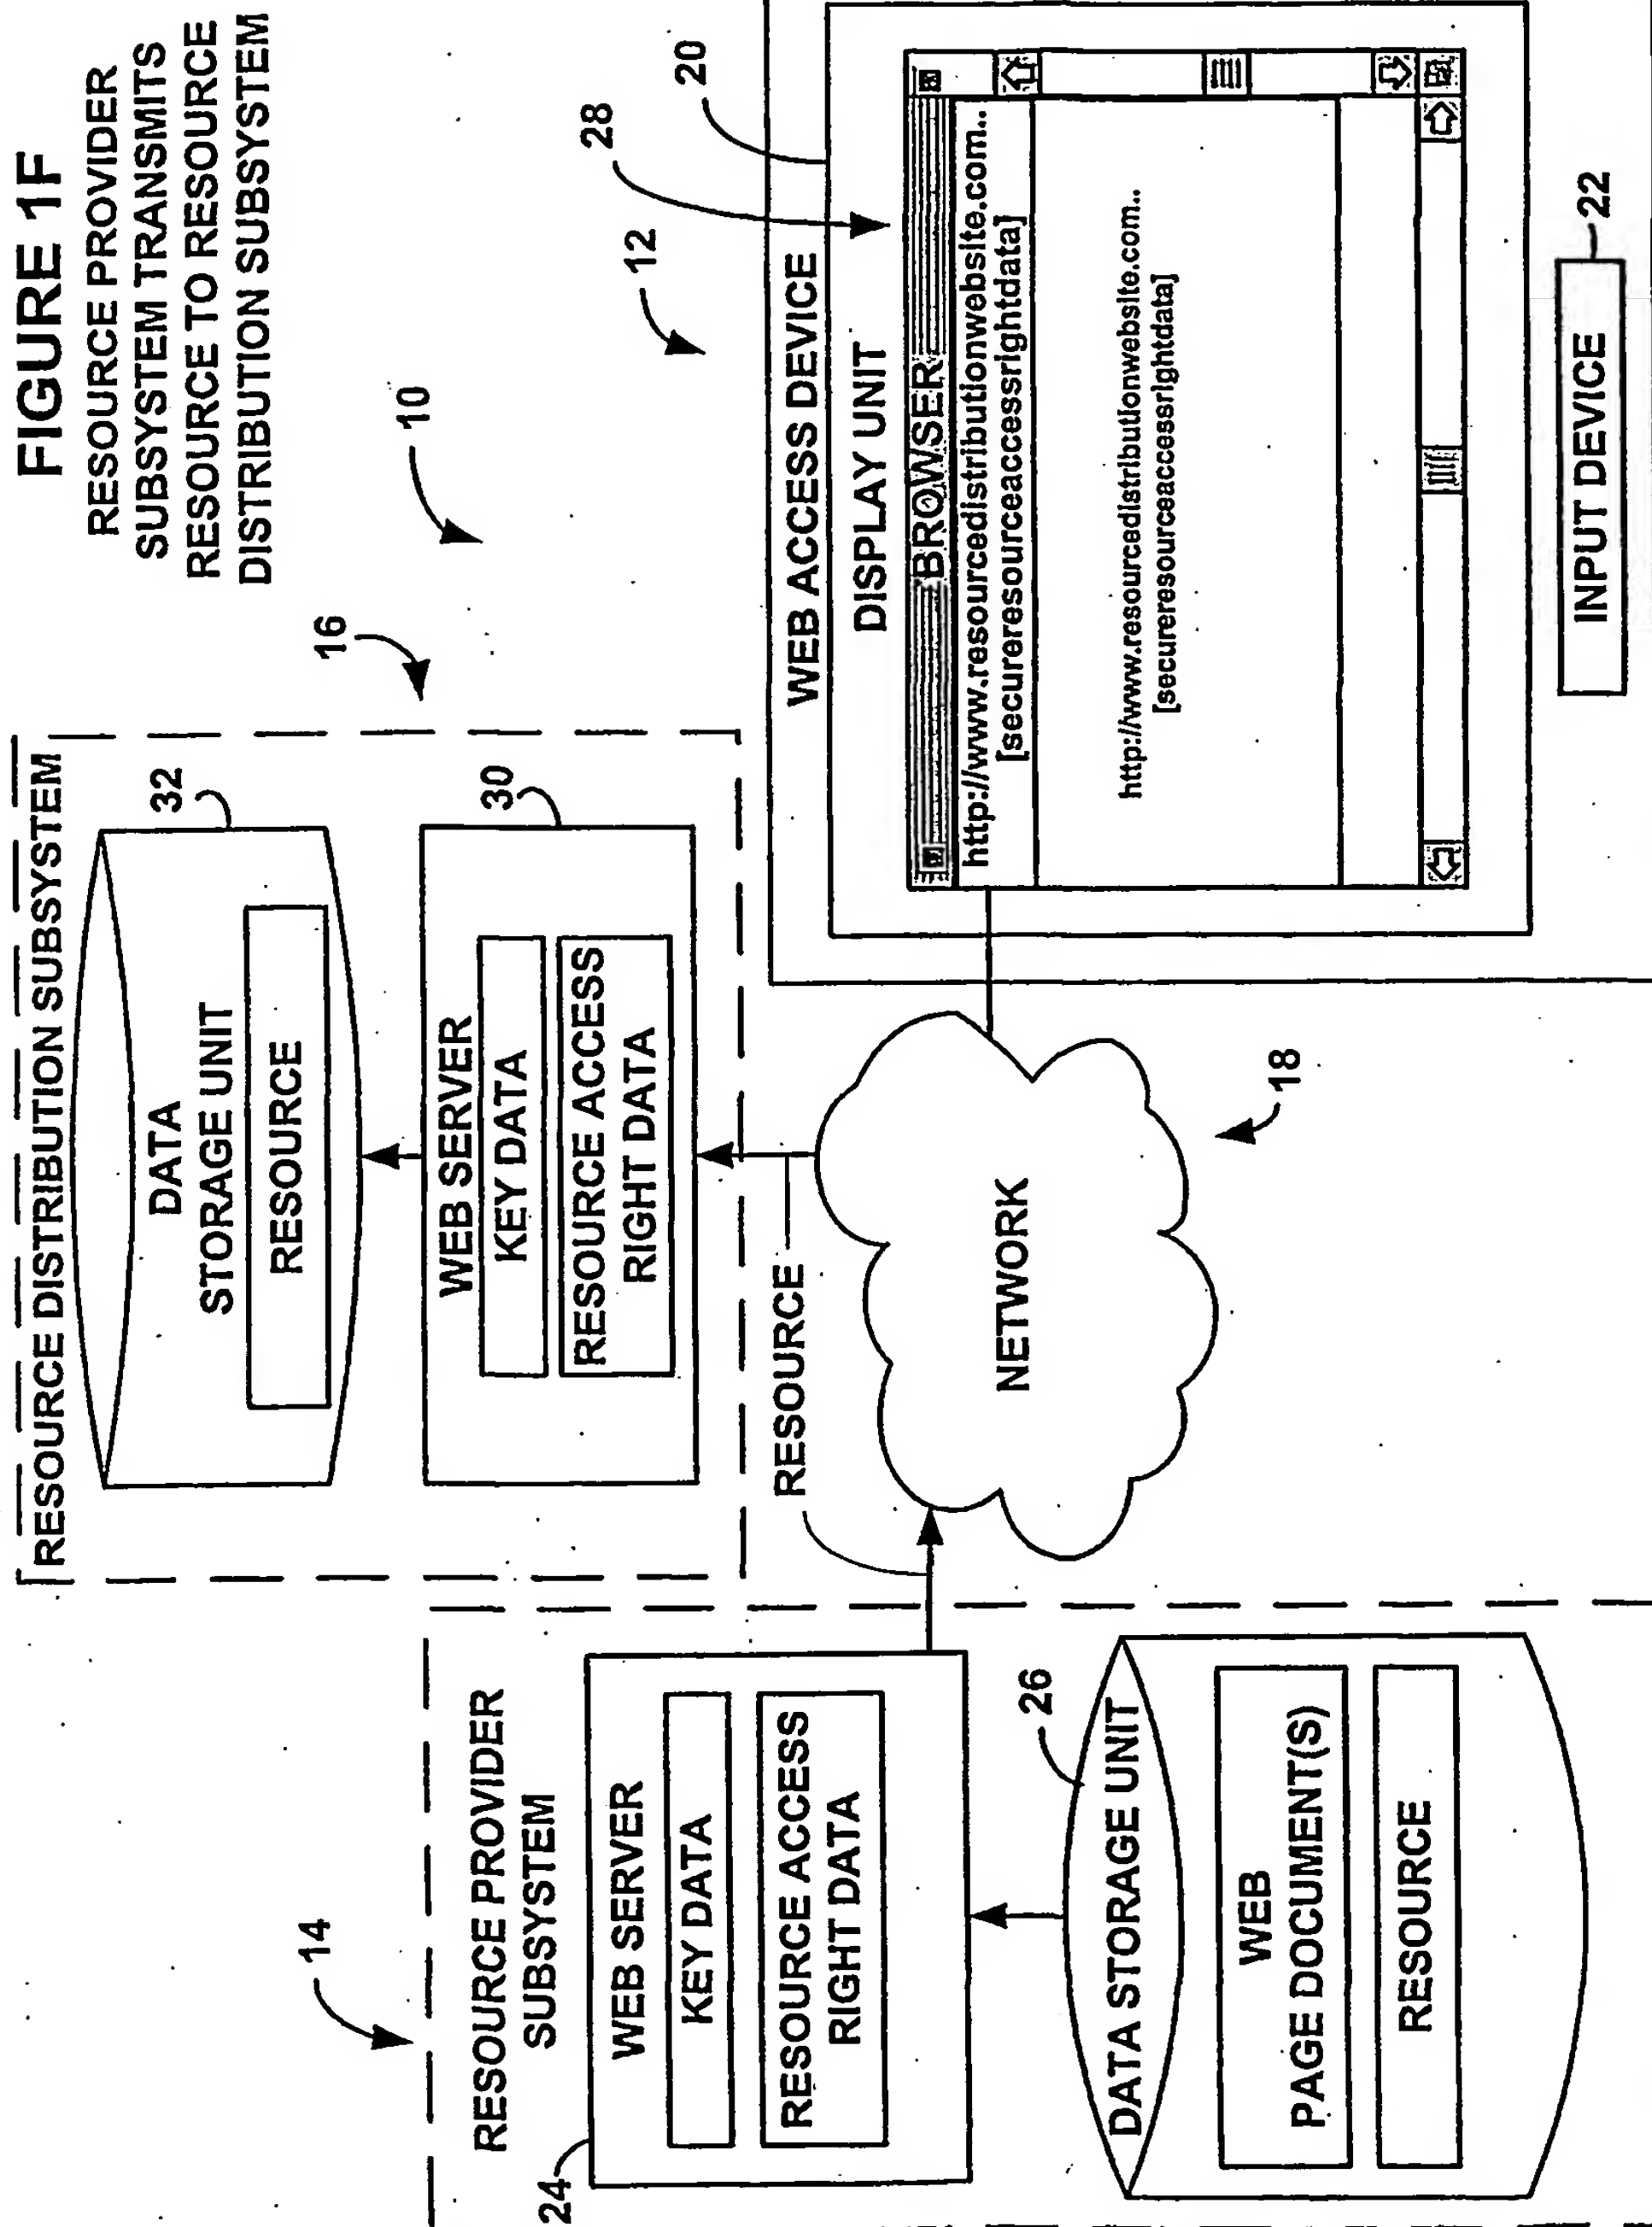 FIGURE 1F
RESOURCE PROVIDER
SUBSYSTEM TRANSMITS
RESOURCE TO RESOURCE
DISTRIBUTION SUBSYSTEM
10
16
RESOURCE DISTRIBUTION SUBSYSTEM
32
DATA
STORAGE UNIT
RESOURCE
30
WEB SERVER
KEY DATA
RESOURCE ACCESS
RIGHT DATA
14
RESOURCE PROVIDER
SUBSYSTEM
24
WEB SERVER
KEY DATA
RESOURCE ACCESS
RIGHT DATA
26
DATA STORAGE UNIT
WEB
PAGE DOCUMENT(S)
RESOURCE
RESOURCE
NETWORK
18
12
28
20
WEB ACCESS DEVICE
DISPLAY UNIT
BROWSER
http://www.resourcedistributionwebsite.com..
[secureresourceaccessrightdata]
http://www.resourcedistributionwebsite.com..
[secureresourceaccessrightdata]
INPUT DEVICE
22